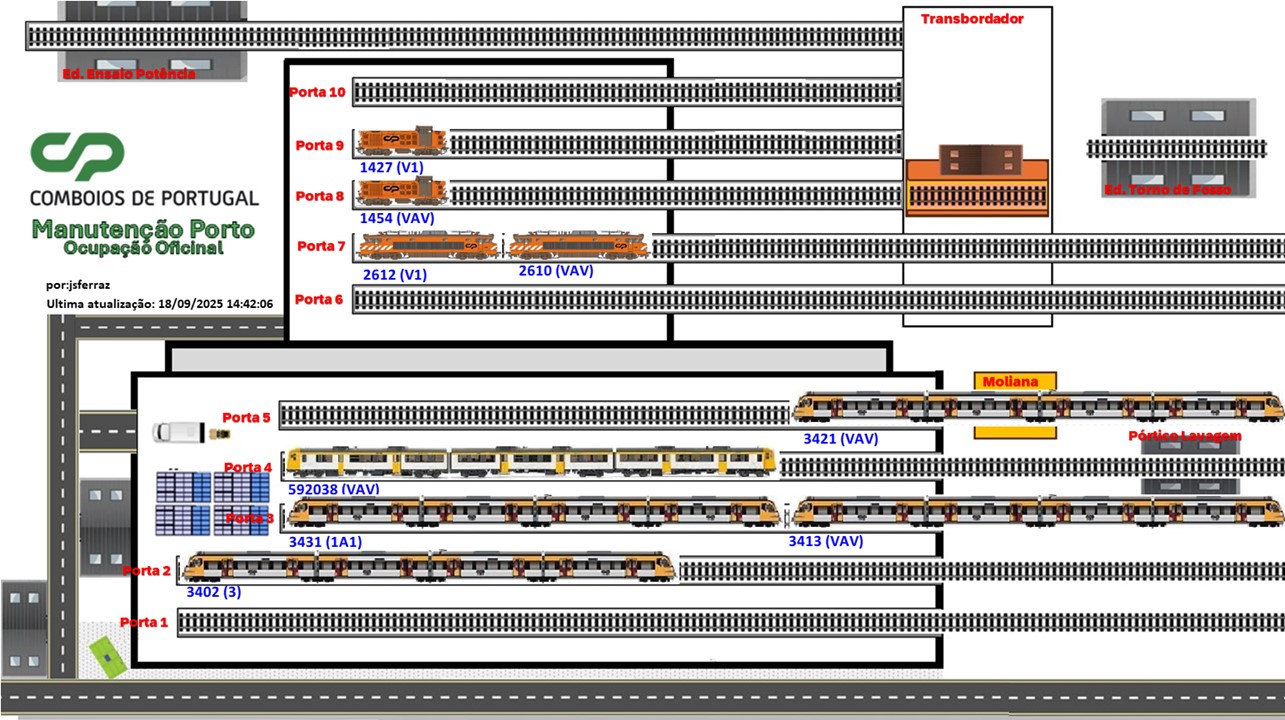 Transbordador
Ed. Ensaio Potência
Porta 10
Porta 9
1427 (V1)
Porta 8
1454 (VAV)
Porta 7
2612 (V1)
2610 (VAV)
Porta 6
Ed. Torno de Fosso
CP
COMBOIOS DE PORTUGAL
Manutenção Porto
Ocupação Oficinal
por:jsferraz
Ultima atualização: 18/09/2025 14:42:06
Moliana
Porta 5
3421 (VAV)
Pórtico Lavagem
Porta 4
592038 (VAV)
Porta 3
3431 (1A1)
3413 (VAV)
Porta 2
3402 (3)
Porta 1